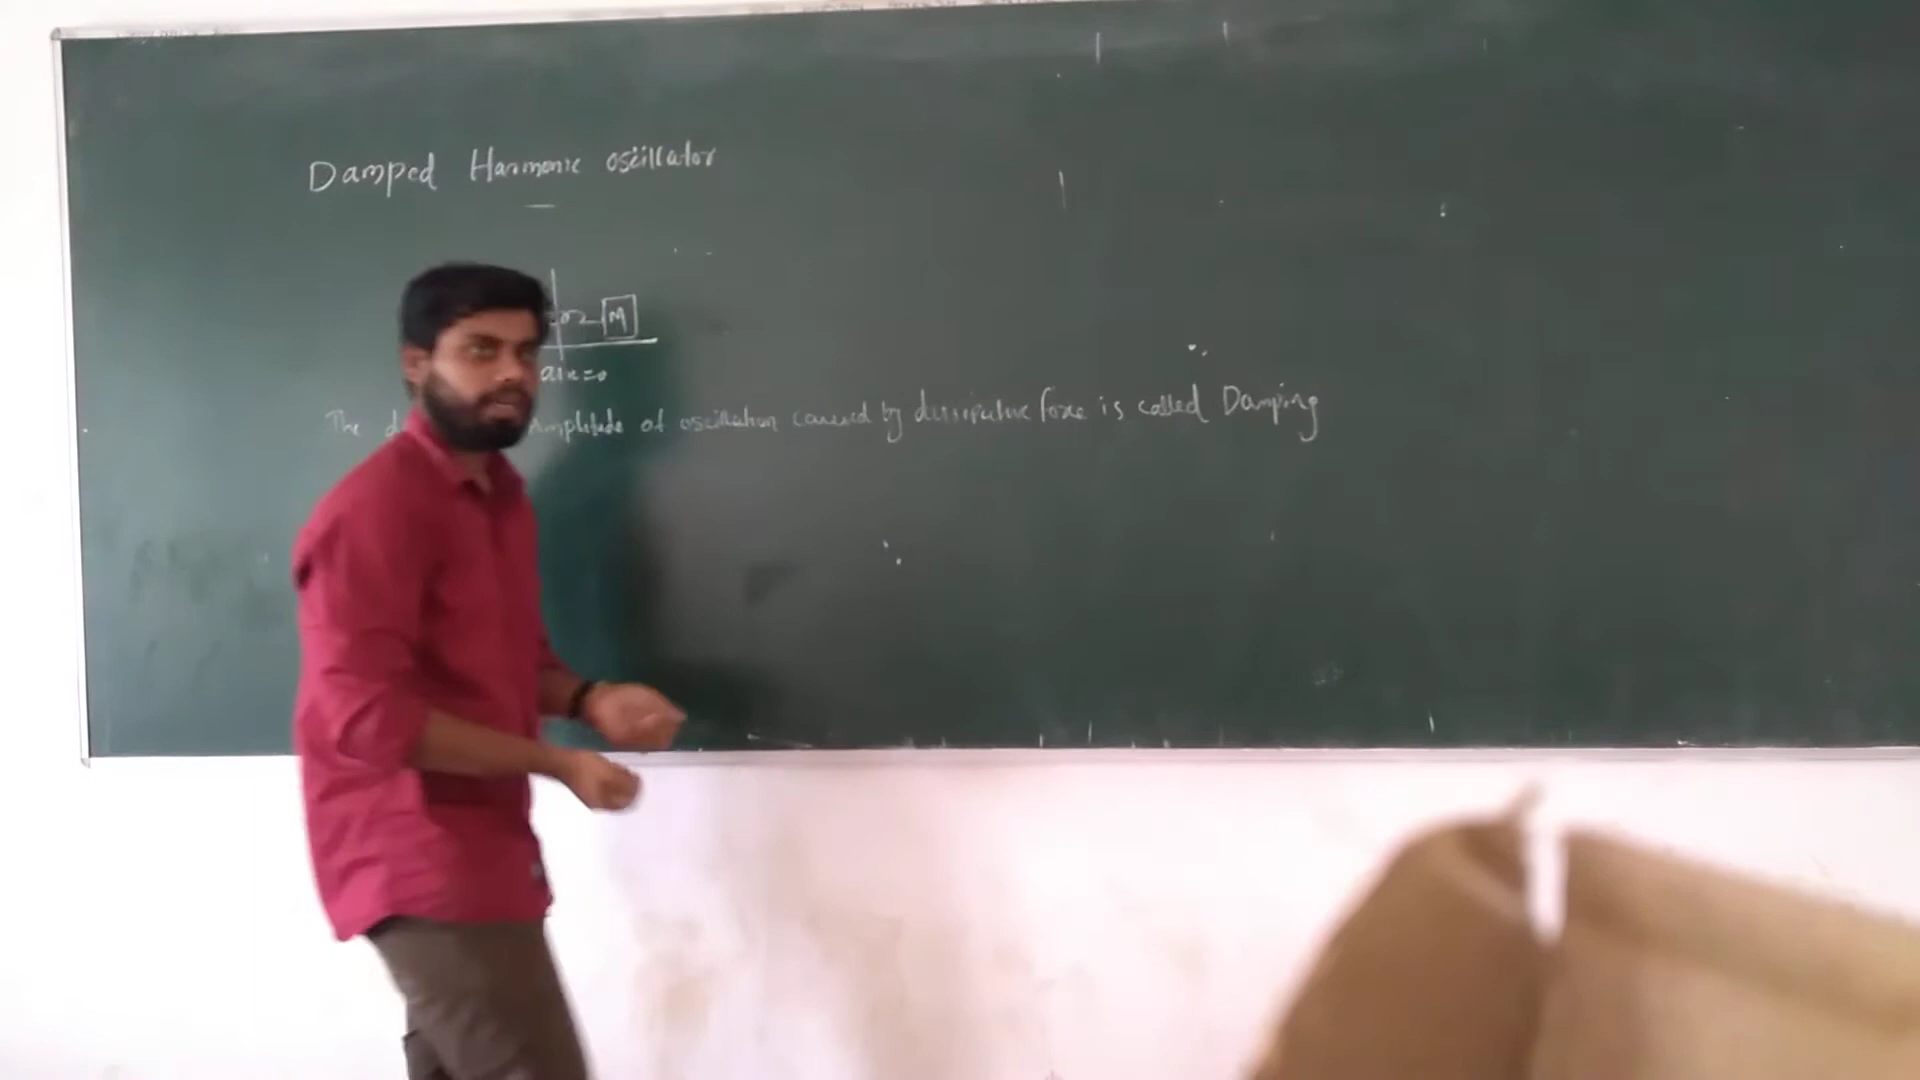 Damped Harmonic oscillator
M
at x=0
The Amplitude of oscillation caused by dissipative force is called Damping